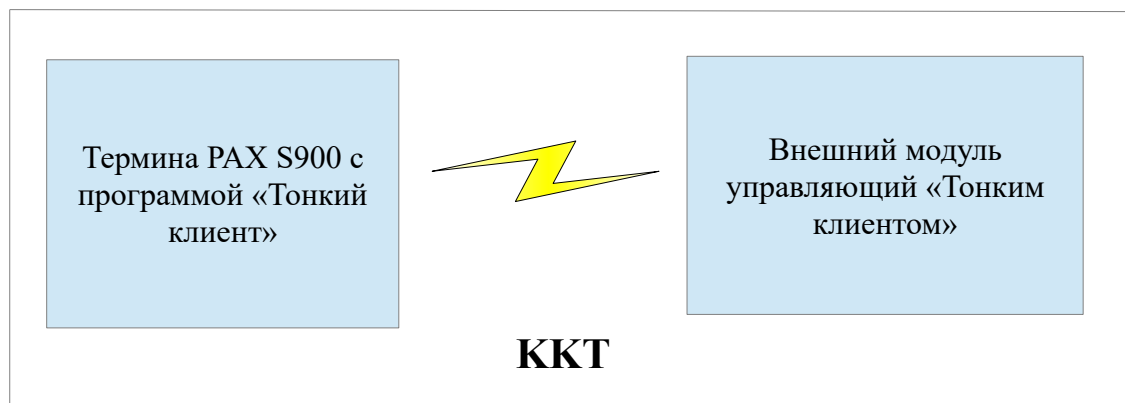 Термина PAX S900 с
программой «Тонкий
клиент»
Внешний модуль
управляющий «Тонким
клиентом»
ККТ